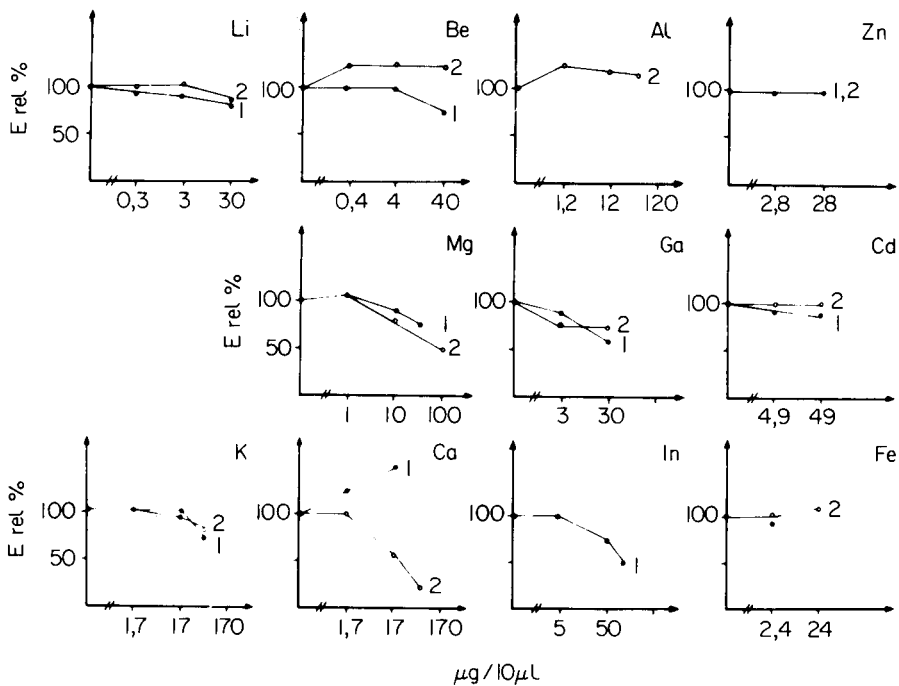 Li Be Al Zn
E rel %
100 100 100 100
50
2 1
2 1
2
1,2
0,3 3 30 0,4 4 40 1,2 12 120 2,8 28
Mg Ga Cd
E rel %
100 100 100
50
1 2
2 1
2 1
1 10 100 3 30 4,9 49
K Ca In Fe
E rel %
100 100 100 100
50
2 1
1 2
1
2
1,7 17 170 1,7 17 170 5 50 2,4 24
µg/10µl